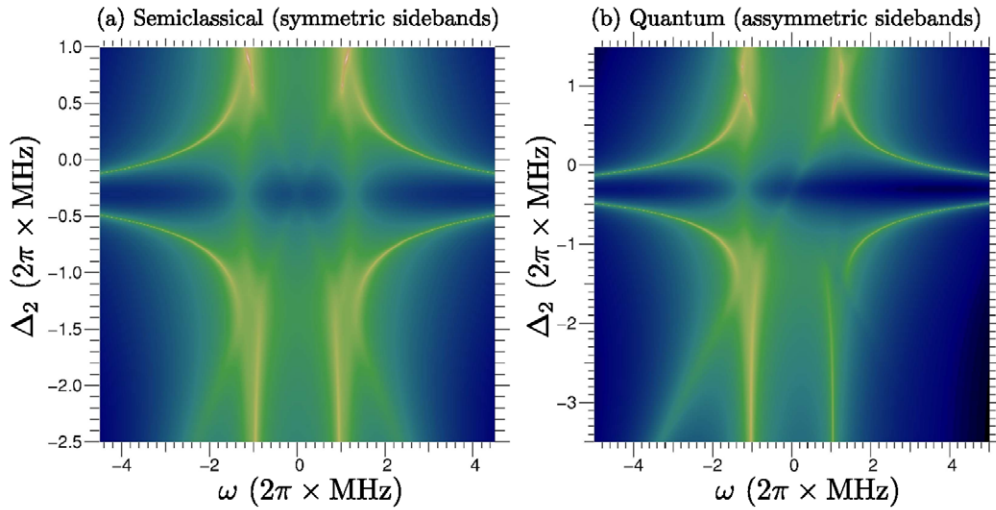 (a) Semiclassical (symmetric sidebands)
(b) Quantum (assymmetric sidebands)
1.0
0.5
0.0
−0.5
−1.0
−1.5
−2.0
−2.5
Δ2 (2π × MHz)
−4 −2 0 2 4
ω (2π × MHz)
1
0
−1
−2
−3
Δ2 (2π × MHz)
−4 −2 0 2 4
ω (2π × MHz)